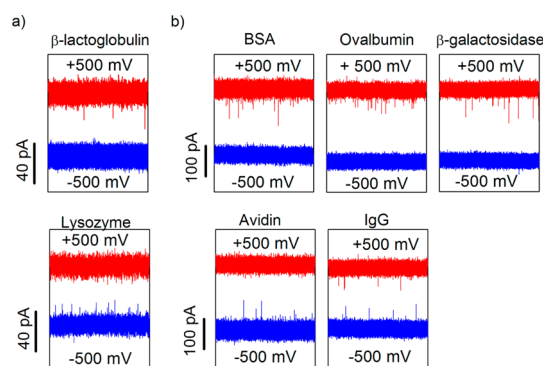 a)
b)
β-lactoglobulin
BSA
Ovalbumin
β-galactosidase
+500 mV
+500 mV
+ 500 mV
+500 mV
40 pA
100 pA
-500 mV
-500 mV
-500 mV
-500 mV
Lysozyme
Avidin
IgG
+500 mV
+500 mV
+500 mV
40 pA
100 pA
-500 mV
-500 mV
-500 mV